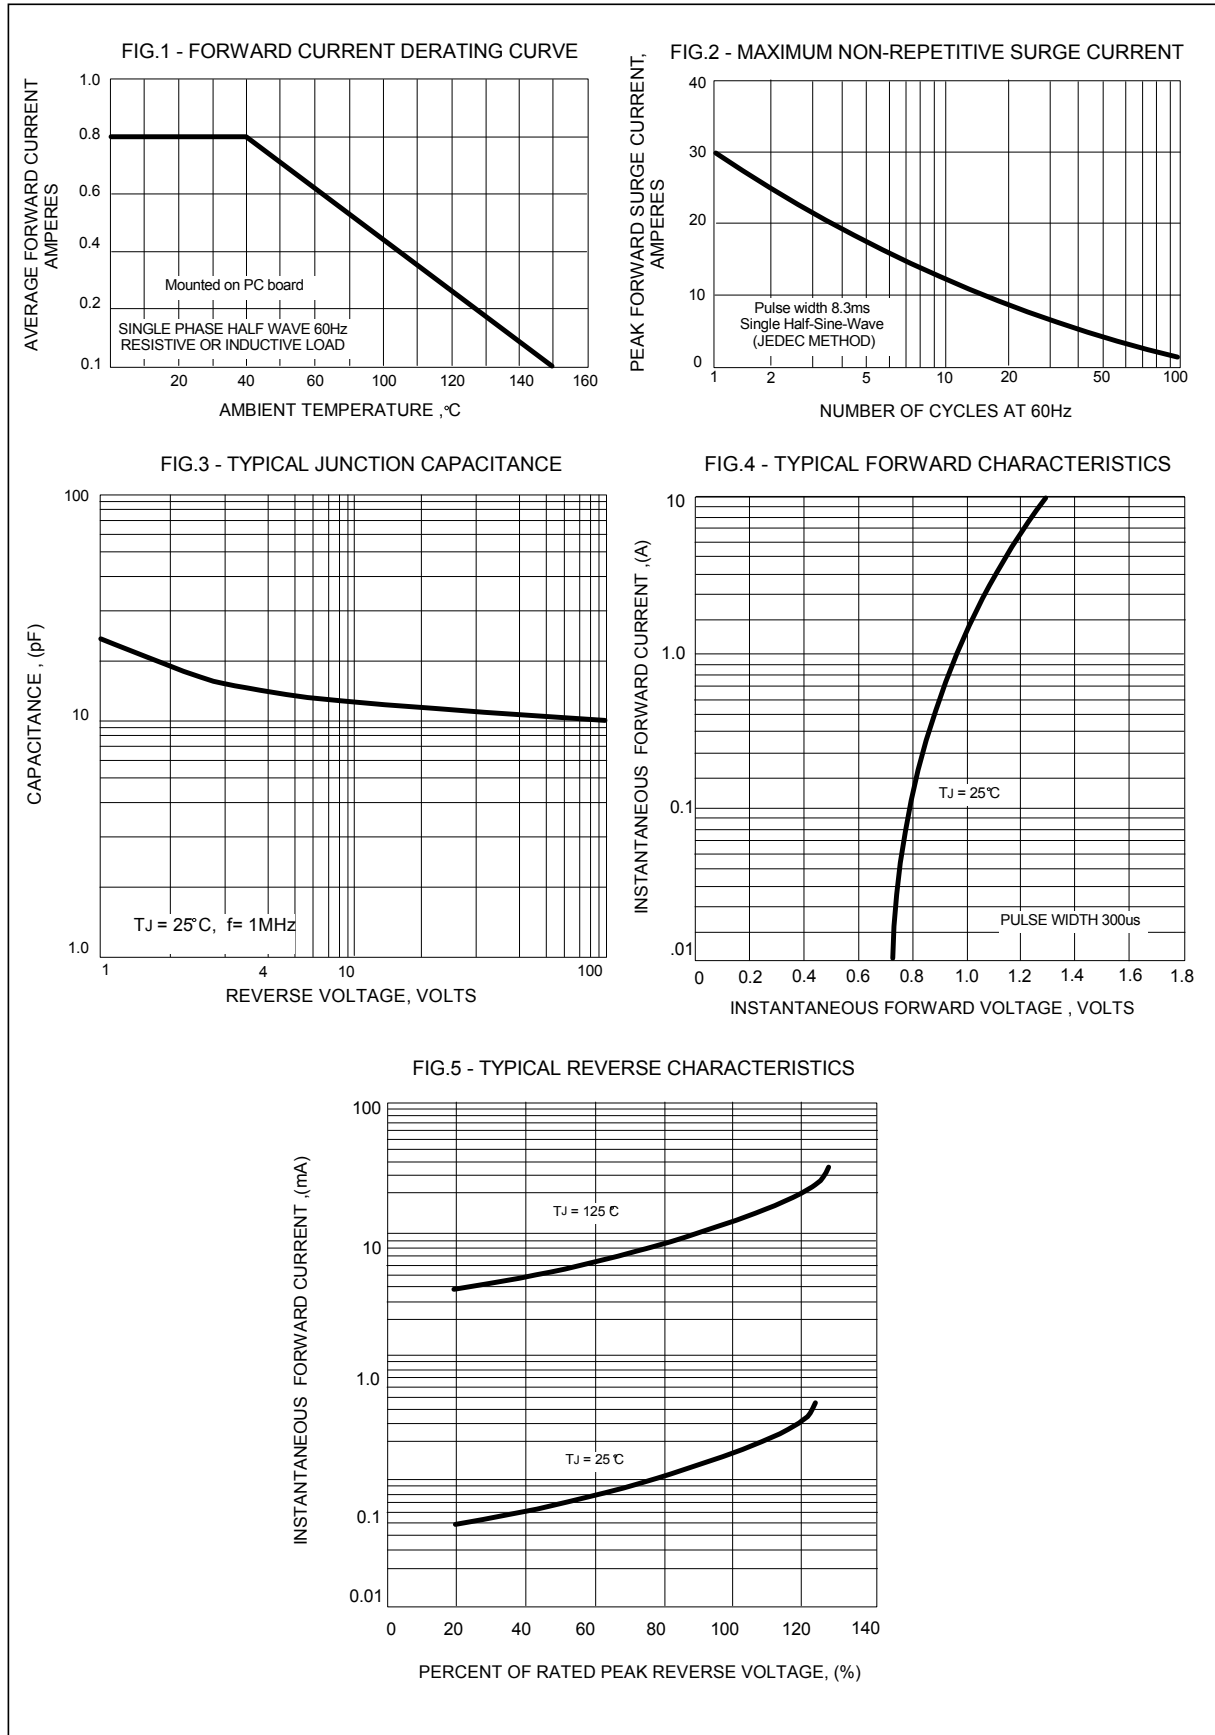 FIG.1 - FORWARD CURRENT DERATING CURVE
AVERAGE FORWARD CURRENT
AMPERES
1.0
0.8
0.6
0.4
0.2
0.1
Mounted on PC board
SINGLE PHASE HALF WAVE 60Hz
RESISTIVE OR INDUCTIVE LOAD
20 40 60 100 120 140 160
AMBIENT TEMPERATURE ,°C
FIG.2 - MAXIMUM NON-REPETITIVE SURGE CURRENT
PEAK FORWARD SURGE CURRENT,
AMPERES
40
30
20
10
0
Pulse width 8.3ms
Single Half-Sine-Wave
(JEDEC METHOD)
1 2 5 10 20 50 100
NUMBER OF CYCLES AT 60Hz
FIG.3 - TYPICAL JUNCTION CAPACITANCE
CAPACITANCE , (pF)
100
10
1.0
TJ = 25°C, f= 1MHz
1 4 10 100
REVERSE VOLTAGE, VOLTS
FIG.4 - TYPICAL FORWARD CHARACTERISTICS
INSTANTANEOUS FORWARD CURRENT ,(A)
10
1.0
0.1
.01
TJ = 25°C
PULSE WIDTH 300us
0 0.2 0.4 0.6 0.8 1.0 1.2 1.4 1.6 1.8
INSTANTANEOUS FORWARD VOLTAGE , VOLTS
FIG.5 - TYPICAL REVERSE CHARACTERISTICS
INSTANTANEOUS FORWARD CURRENT ,(mA)
100
10
1.0
0.1
0.01
TJ = 125°C
TJ = 25°C
0 20 40 60 80 100 120 140
PERCENT OF RATED PEAK REVERSE VOLTAGE, (%)